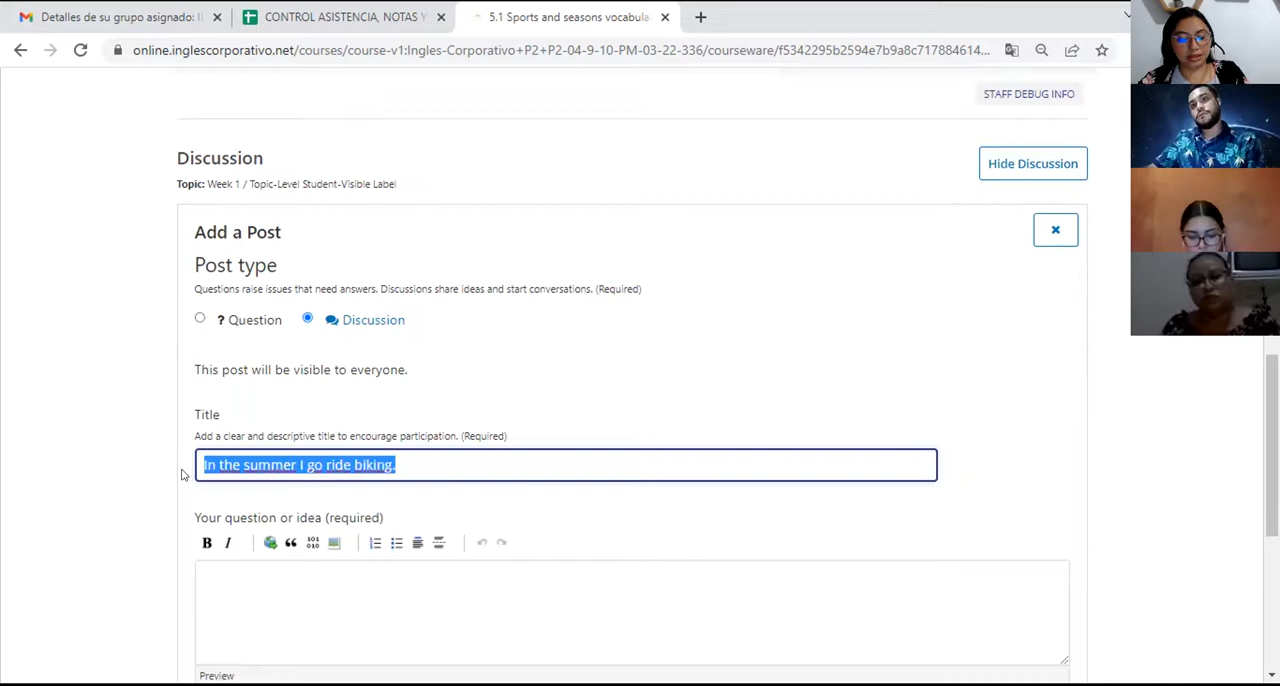 Detalles de su grupo asignado: I
CONTROL ASISTENCIA, NOTAS Y
5.1 Sports and seasons vocabula
online.inglescorporativo.net/courses/course-v1:Ingles-Corporativo+P2+P2-04-9-10-PM-03-22-336/courseware/f5342295b2594e7b9a8c717884614...
STAFF DEBUG INFO
Discussion
Hide Discussion
Topic: Week 1 / Topic-Level Student-Visible Label
Add a Post
Post type
Questions raise issues that need answers. Discussions share ideas and start conversations. (Required)
? Question
Discussion
This post will be visible to everyone.
Title
Add a clear and descriptive title to encourage participation. (Required)
In the summer I go ride biking.
Your question or idea (required)
B I
Preview